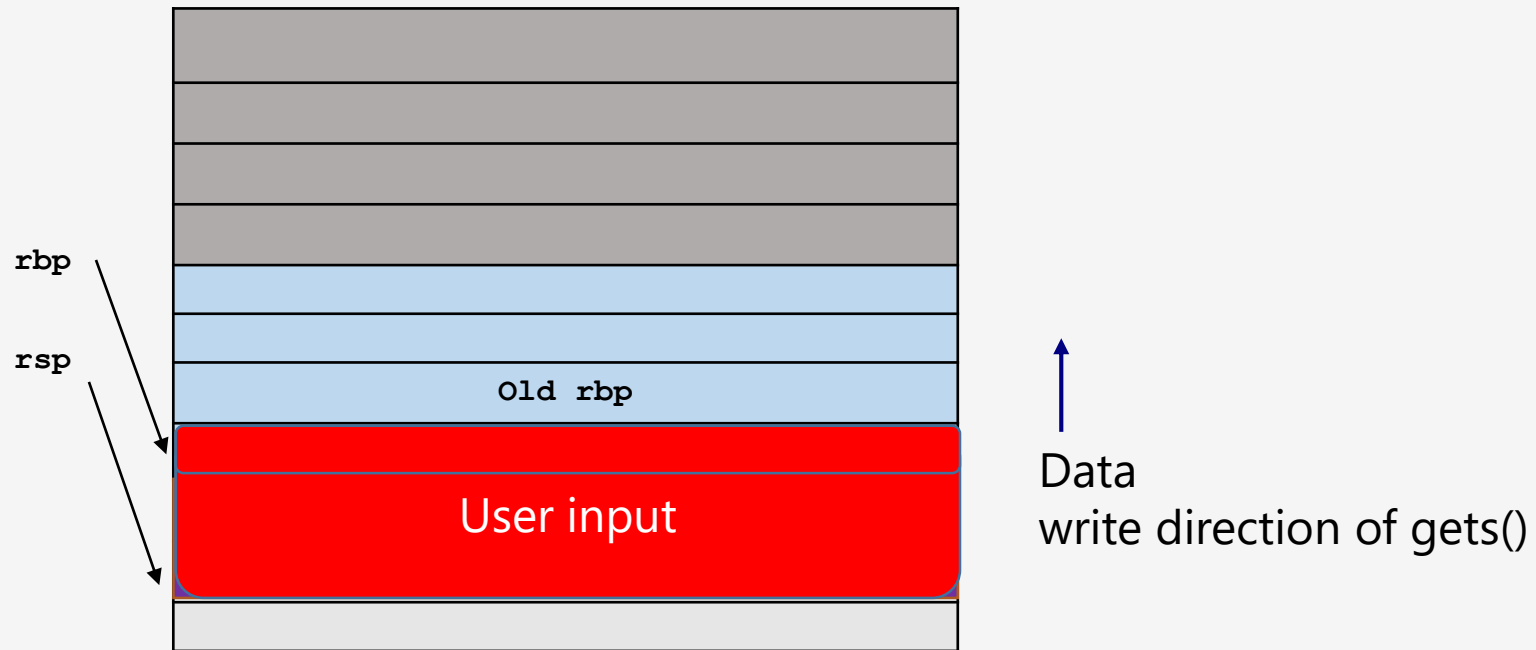 rbp
rsp
Old rbp
User input
Data
write direction of gets()